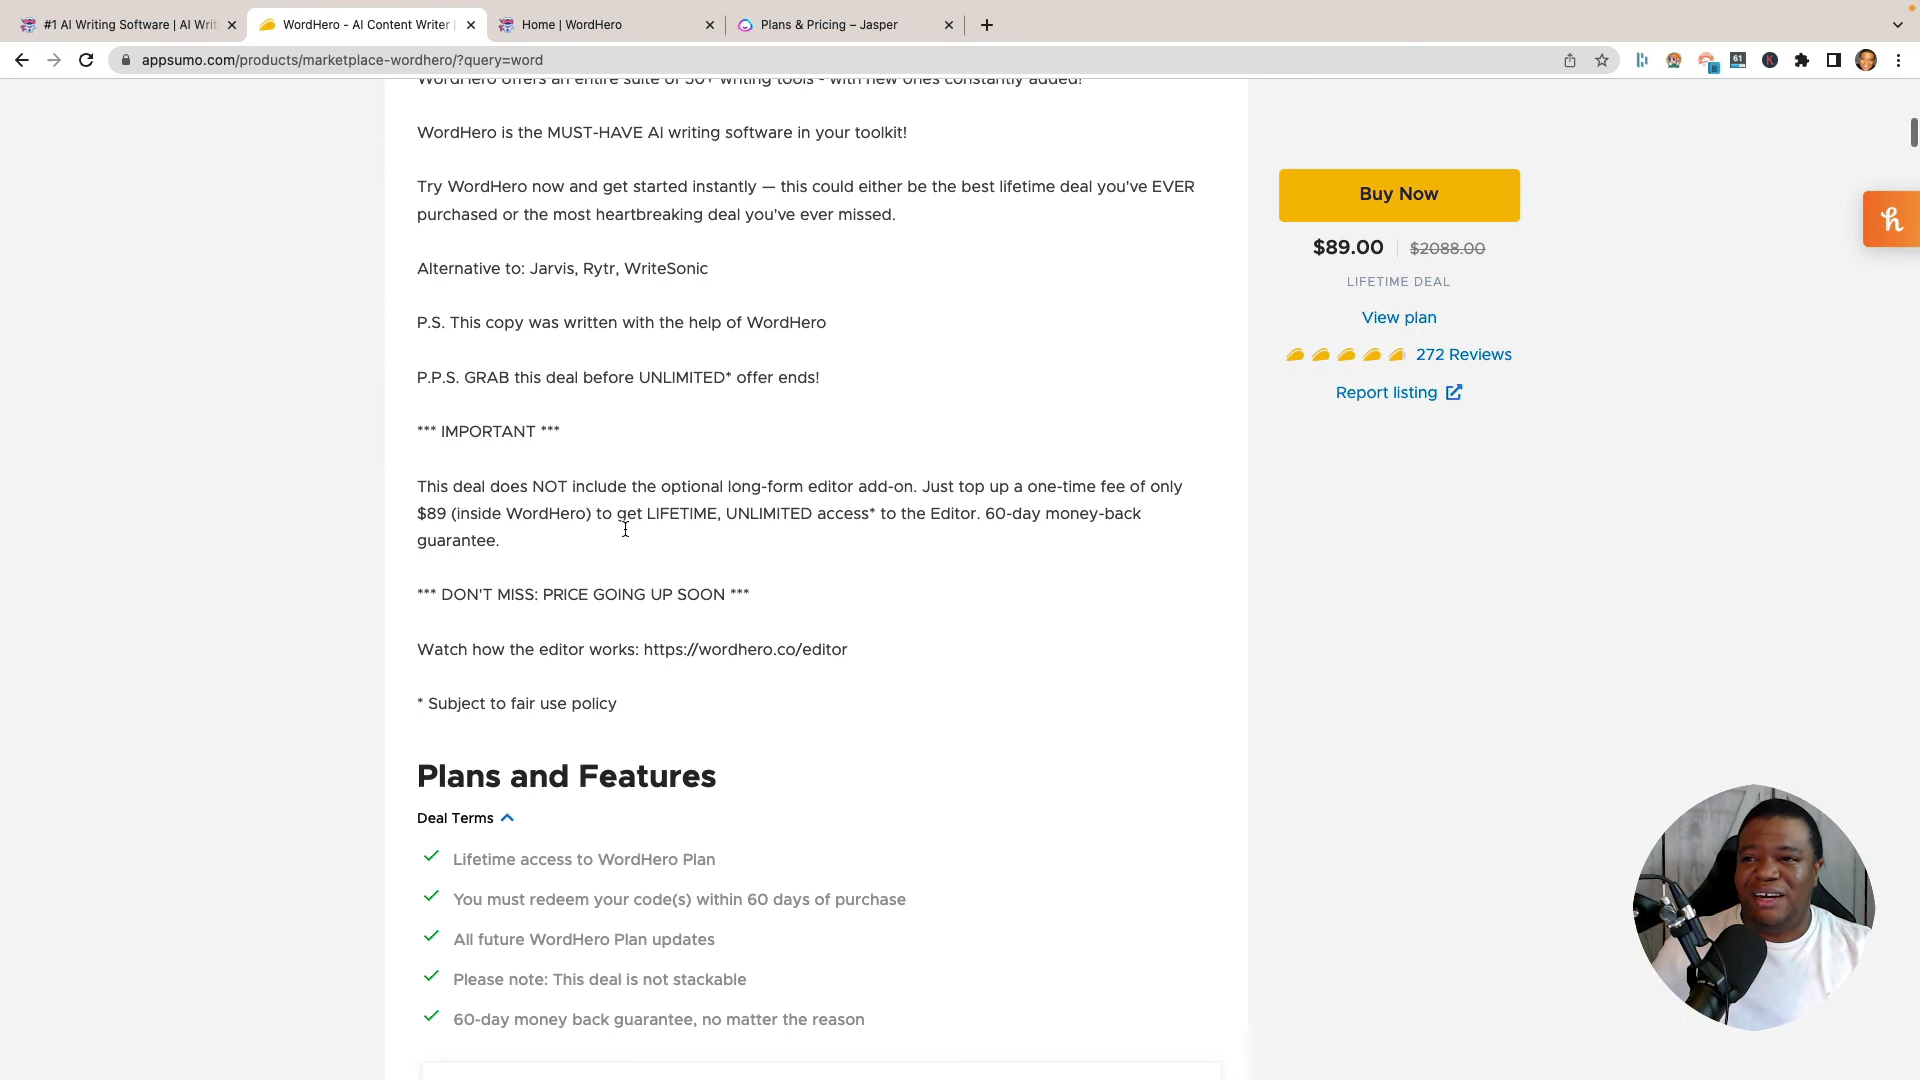 #1 AI Writing Software | AI Writ
WordHero - AI Content Writer |
Home | WordHero
Plans & Pricing – Jasper
appsumo.com/products/marketplace-wordhero/?query=word
WordHero offers an entire suite of 50+ writing tools - with new ones constantly added!
WordHero is the MUST-HAVE AI writing software in your toolkit!
Try WordHero now and get started instantly — this could either be the best lifetime deal you've EVER
purchased or the most heartbreaking deal you've ever missed.
Alternative to: Jarvis, Rytr, WriteSonic
P.S. This copy was written with the help of WordHero
P.P.S. GRAB this deal before UNLIMITED* offer ends!
*** IMPORTANT ***
This deal does NOT include the optional long-form editor add-on. Just top up a one-time fee of only
$89 (inside WordHero) to get LIFETIME, UNLIMITED access* to the Editor. 60-day money-back
guarantee.
*** DON'T MISS: PRICE GOING UP SOON ***
Watch how the editor works: https://wordhero.co/editor
* Subject to fair use policy
Plans and Features
Deal Terms
Lifetime access to WordHero Plan
You must redeem your code(s) within 60 days of purchase
All future WordHero Plan updates
Please note: This deal is not stackable
60-day money back guarantee, no matter the reason
Buy Now
$89.00 $2088.00
LIFETIME DEAL
View plan
272 Reviews
Report listing